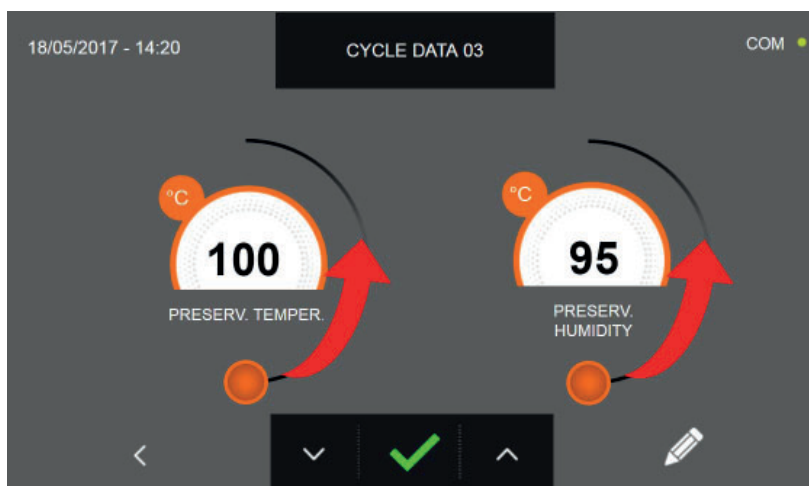 18/05/2017 - 14:20
CYCLE DATA 03
COM
°C
100
PRESERV. TEMPER.
°C
95
PRESERV.
HUMIDITY